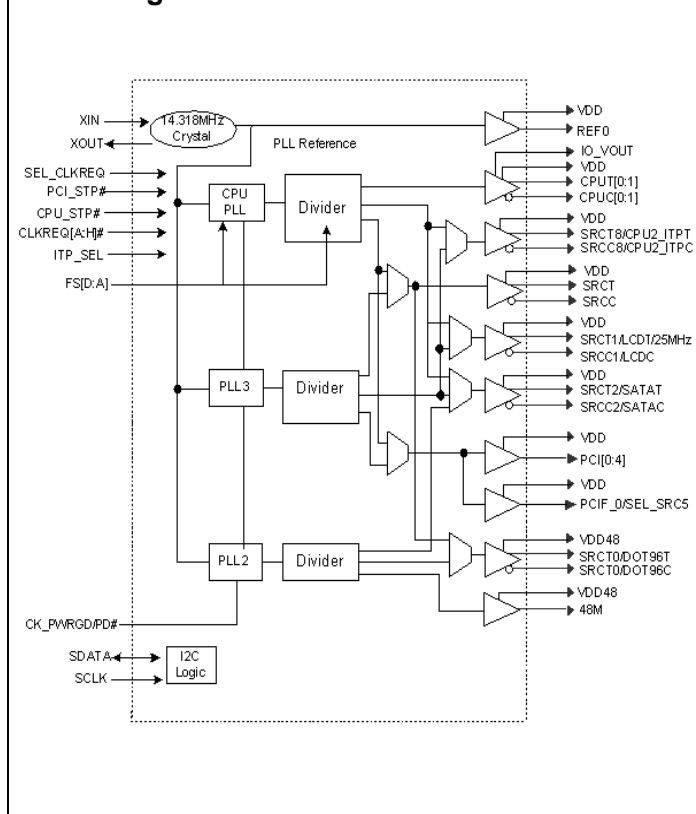 XIN
XOUT
SEL_CLKREQ
PCI_STP#
CPU_STP#
CLKREQ[A:H]#
ITP_SEL
FS[D:A]
CK_PWRGD/PD#
SDATA
SCLK
14.318MHz
Crystal
PLL Reference
CPU
PLL
Divider
PLL3
Divider
PLL2
Divider
I2C
Logic
VDD
REF0
IO_VOUT
VDD
CPUT[0:1]
CPUC[0:1]
VDD
SRCT8/CPU2_ITPT
SRCC8/CPU2_ITPC
VDD
SRCT
SRCC
VDD
SRCT1/LCDT/25MHz
SRCC1/LCDC
VDD
SRCT2/SATAT
SRCC2/SATAC
VDD
PCI[0:4]
VDD
PCIF_0/SEL_SRC5
VDD48
SRCT0/DOT96T
SRCT0/DOT96C
VDD48
48M